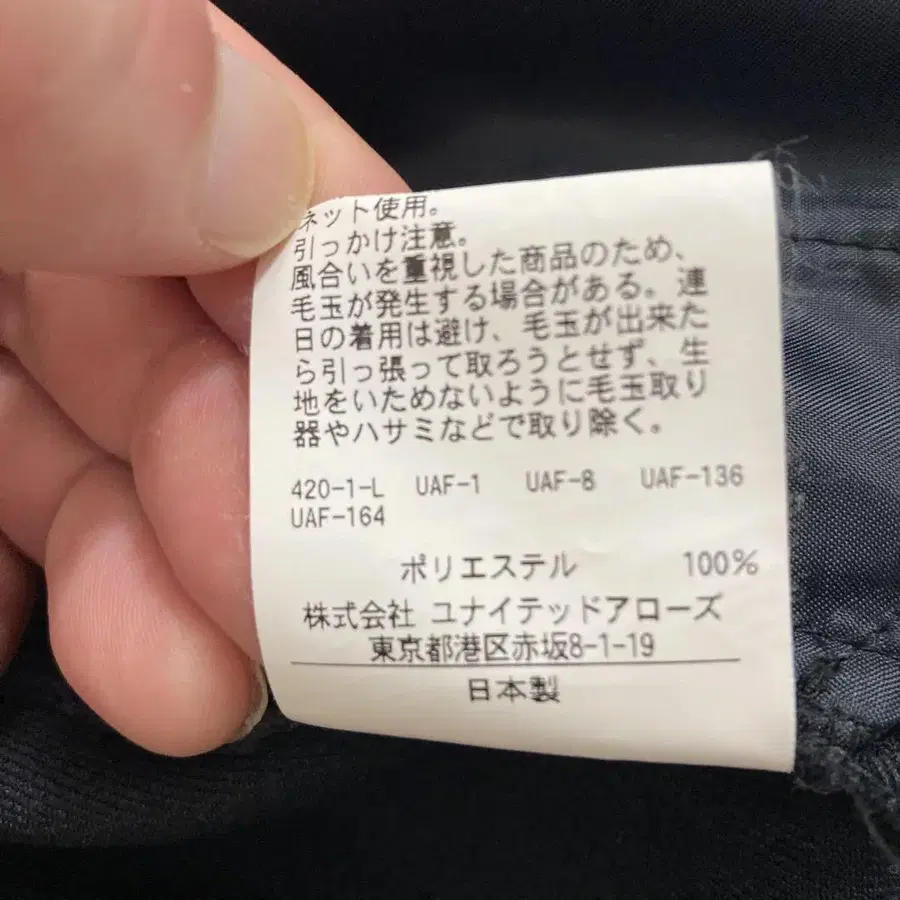 ネット使用。
引っかけ注意。
風合いを重視した商品のため、
毛玉が発生する場合がある。連
日の着用は避け、毛玉が出来た
ら引っ張って取ろうとせず、生
地をいためないように毛玉取り
器やハサミなどで取り除く。
420-1-L UAF-1 UAF-8 UAF-136
UAF-164
ポリエステル 100%
株式会社 ユナイテッドアローズ
東京都港区赤坂8-1-19
日本製